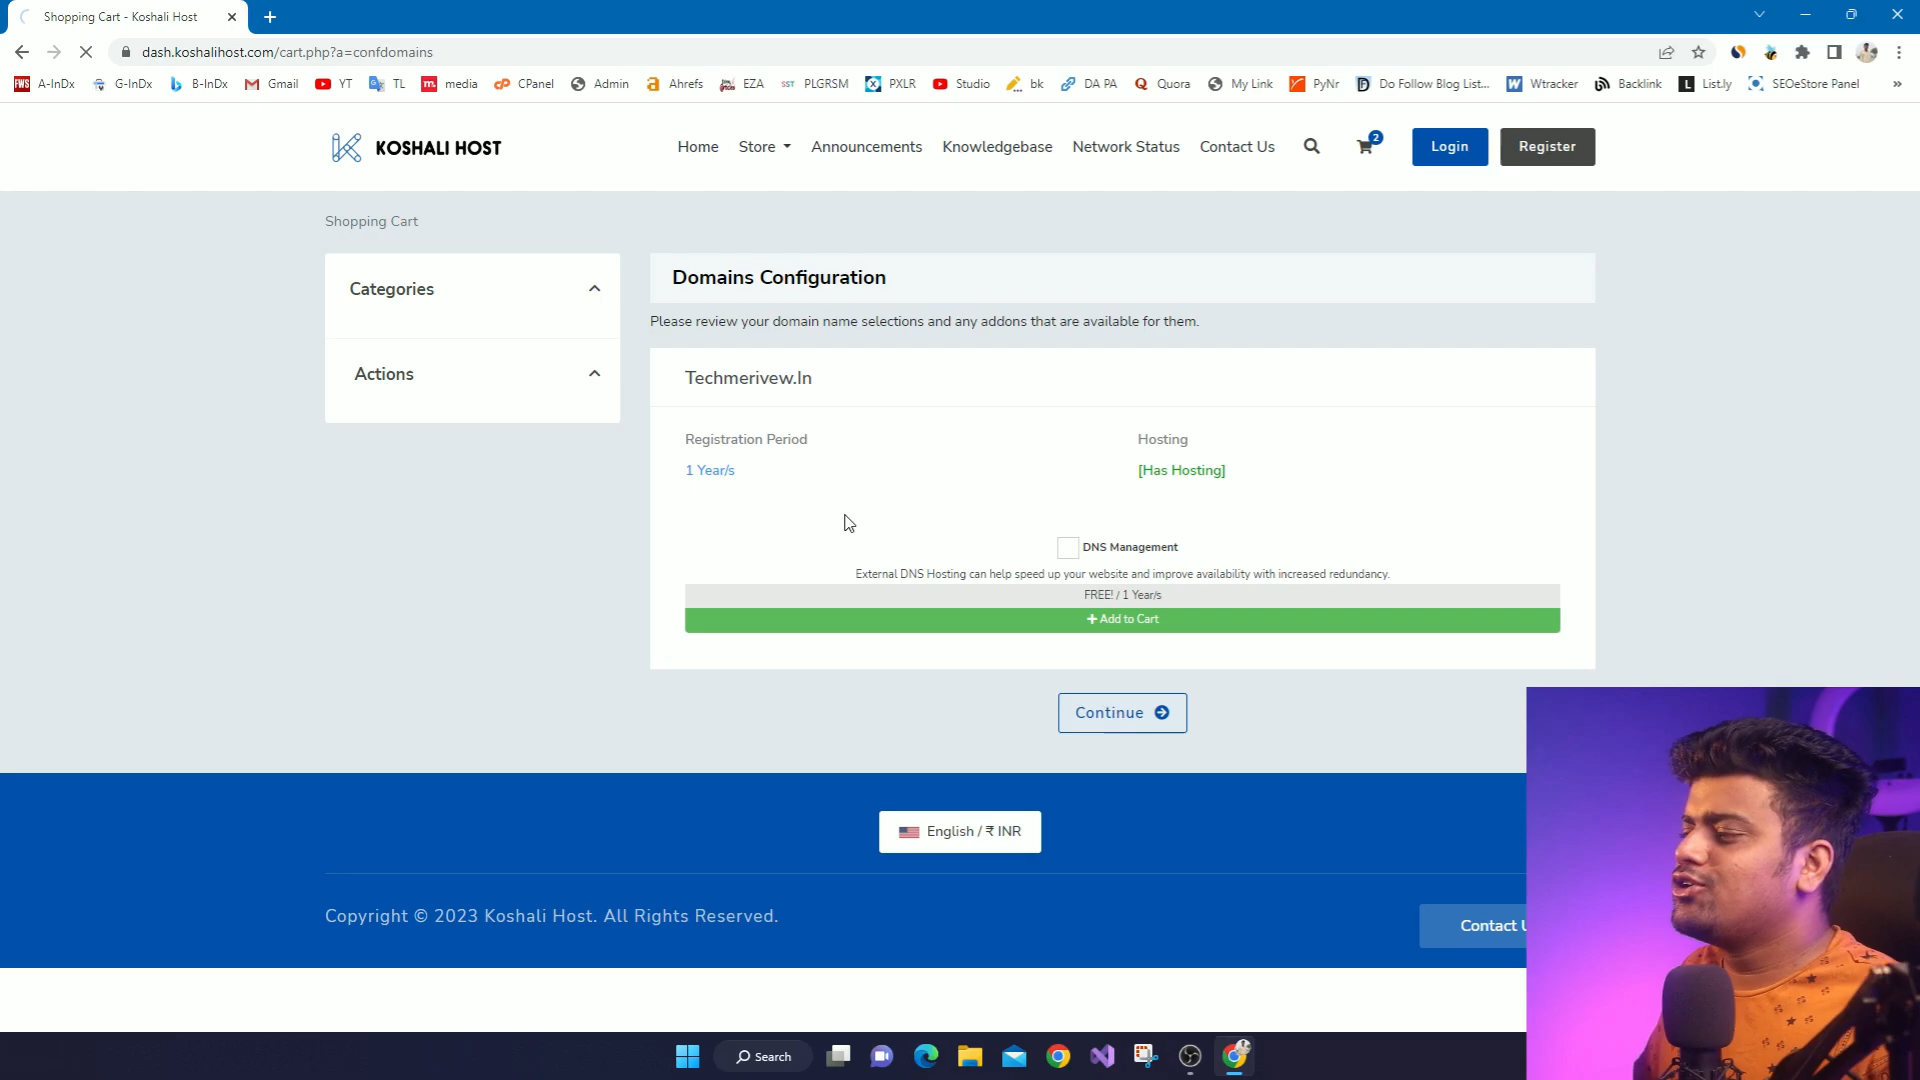 Shopping Cart - Koshali Host
dash.koshalihost.com/cart.php?a=confdomains
A-InDx G-InDx B-InDx Gmail YT TL media CPanel Admin Ahrefs EZA PLGRSM PXLR Studio bk DA PA Quora My Link PyNr Do Follow Blog List... Wtracker Backlink List.ly SEOeStore Panel »
KOSHALI HOST
Home Store Announcements Knowledgebase Network Status Contact Us 2 Login Register
Shopping Cart
Categories
Actions
Domains Configuration
Please review your domain name selections and any addons that are available for them.
Techmerivew.In
Registration Period Hosting
1 Year/s [Has Hosting]
DNS Management
External DNS Hosting can help speed up your website and improve availability with increased redundancy.
FREE! / 1 Year/s
+ Add to Cart
Continue
English / ₹ INR
Copyright © 2023 Koshali Host. All Rights Reserved.
Contact U
Search